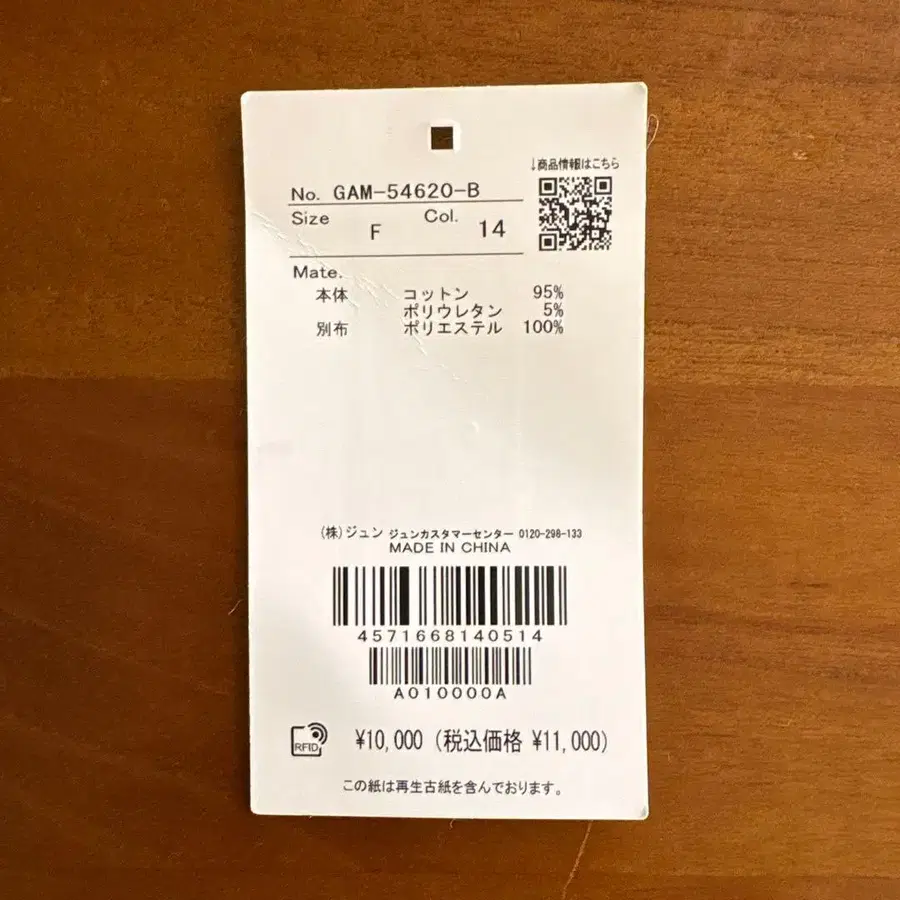 ↓商品情報はこちら
No. GAM-54620-B
Size F Col. 14
Mate.
本体 コットン 95%
ポリウレタン 5%
別布 ポリエステル 100%
(株)ジュン ジュンカスタマーセンター 0120-298-133
MADE IN CHINA
4571668140514
A010000A
RFID ¥10,000 (税込価格 ¥11,000)
この紙は再生古紙を含んでおります。